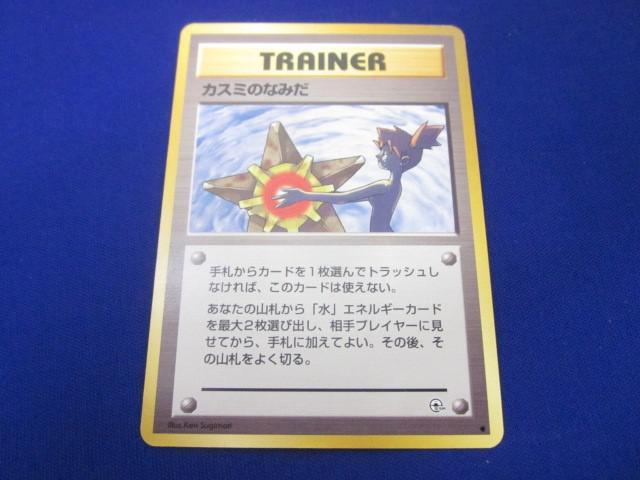 TRAINER
カスミのなみだ
手札からカードを1枚選んでトラッシュし
なければ、このカードは使えない。
あなたの山札から「水」エネルギーカード
を最大2枚選び出し、相手プレイヤーに見
せてから、手札に加えてよい。その後、そ
の山札をよく切る。
Illus. Ken Sugimori